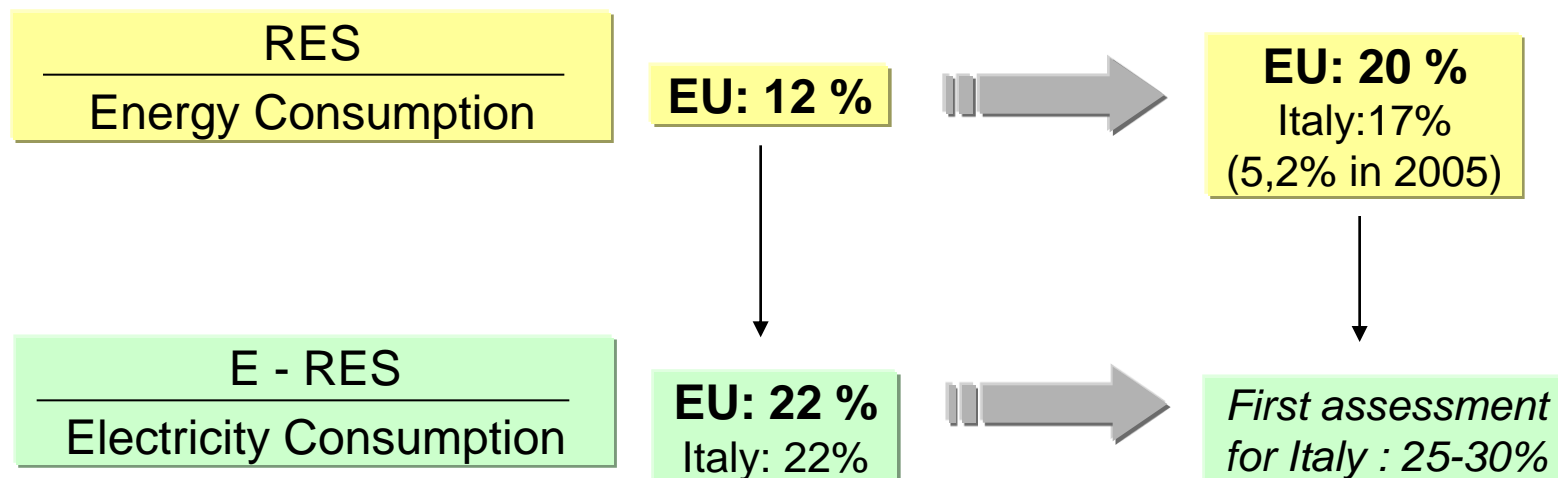 RES
Energy Consumption
EU: 12 %
EU: 20 %
Italy:17%
(5,2% in 2005)
E - RES
Electricity Consumption
EU: 22 %
Italy: 22%
First assessment
for Italy : 25-30%